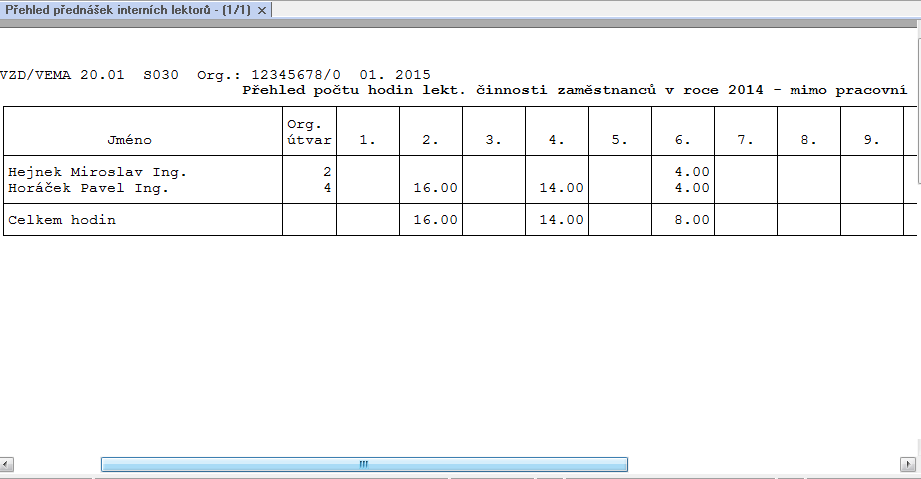 Přehled přednášek interních lektorů - (1/1)
VZD/VEMA 20.01 S030 Org.: 12345678/0 01. 2015
Přehled počtu hodin lekt. činnosti zaměstnanců v roce 2014 - mimo pracovní
Jméno Org. útvar 1. 2. 3. 4. 5. 6. 7. 8. 9.
Hejnek Miroslav Ing. 2 4.00
Horáček Pavel Ing. 4 16.00 14.00 4.00
Celkem hodin 16.00 14.00 8.00